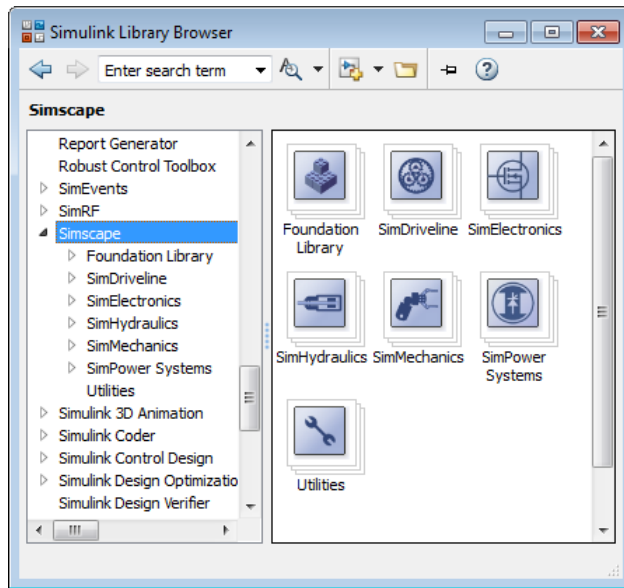 Simulink Library Browser
Enter search term
Simscape
Report Generator
Robust Control Toolbox
SimEvents
SimRF
Simscape
Foundation Library
SimDriveline
SimElectronics
SimHydraulics
SimMechanics
SimPower Systems
Utilities
Simulink 3D Animation
Simulink Coder
Simulink Control Design
Simulink Design Optimizatio
Simulink Design Verifier
Foundation
Library
SimDriveline
SimElectronics
SimHydraulics
SimMechanics
SimPower
Systems
Utilities